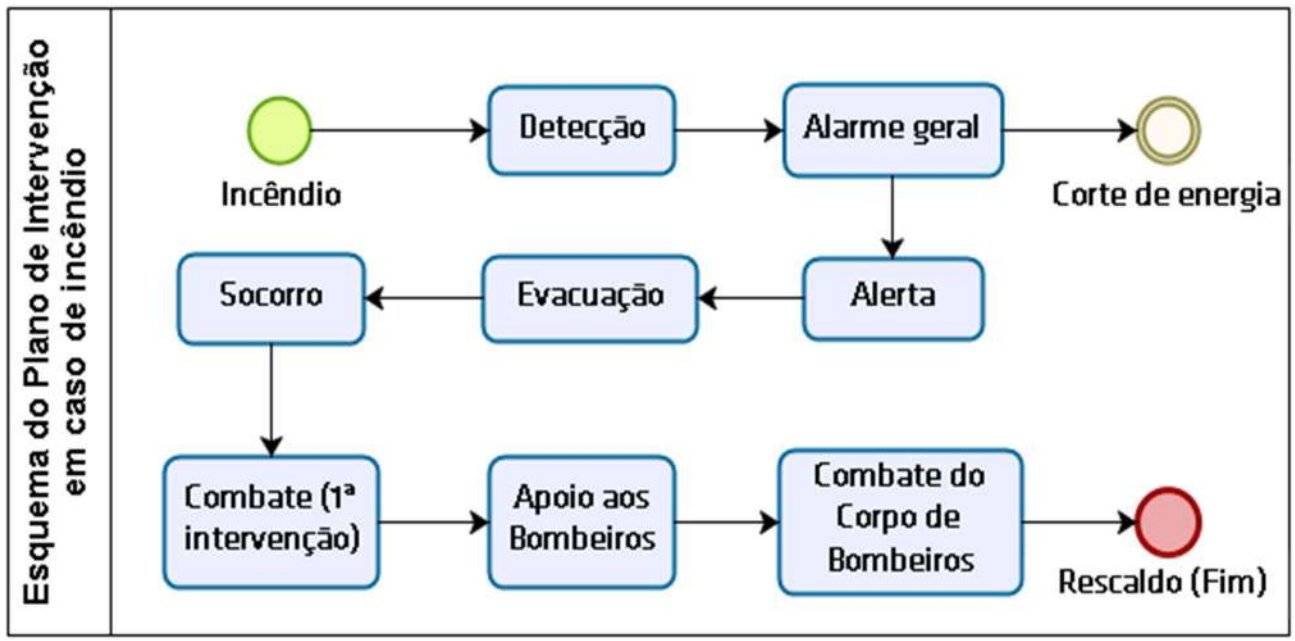 Esquema do Plano de Intervenção
em caso de incêndio
Incêndio
Detecção
Alarme geral
Corte de energia
Socorro
Evacuação
Alerta
Combate (1ª
intervenção)
Apoio aos
Bombeiros
Combate do
Corpo de
Bombeiros
Rescaldo (Fim)